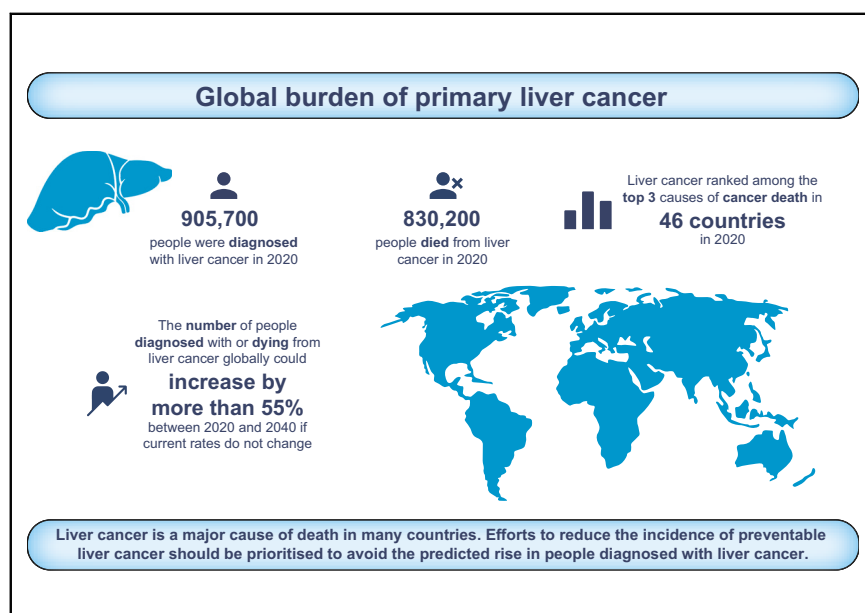 Global burden of primary liver cancer
905,700
people were diagnosed
with liver cancer in 2020
830,200
people died from liver
cancer in 2020
Liver cancer ranked among the
top 3 causes of cancer death in
46 countries
in 2020
The number of people
diagnosed with or dying from
liver cancer globally could
increase by
more than 55%
between 2020 and 2040 if
current rates do not change
Liver cancer is a major cause of death in many countries. Efforts to reduce the incidence of preventable
liver cancer should be prioritised to avoid the predicted rise in people diagnosed with liver cancer.